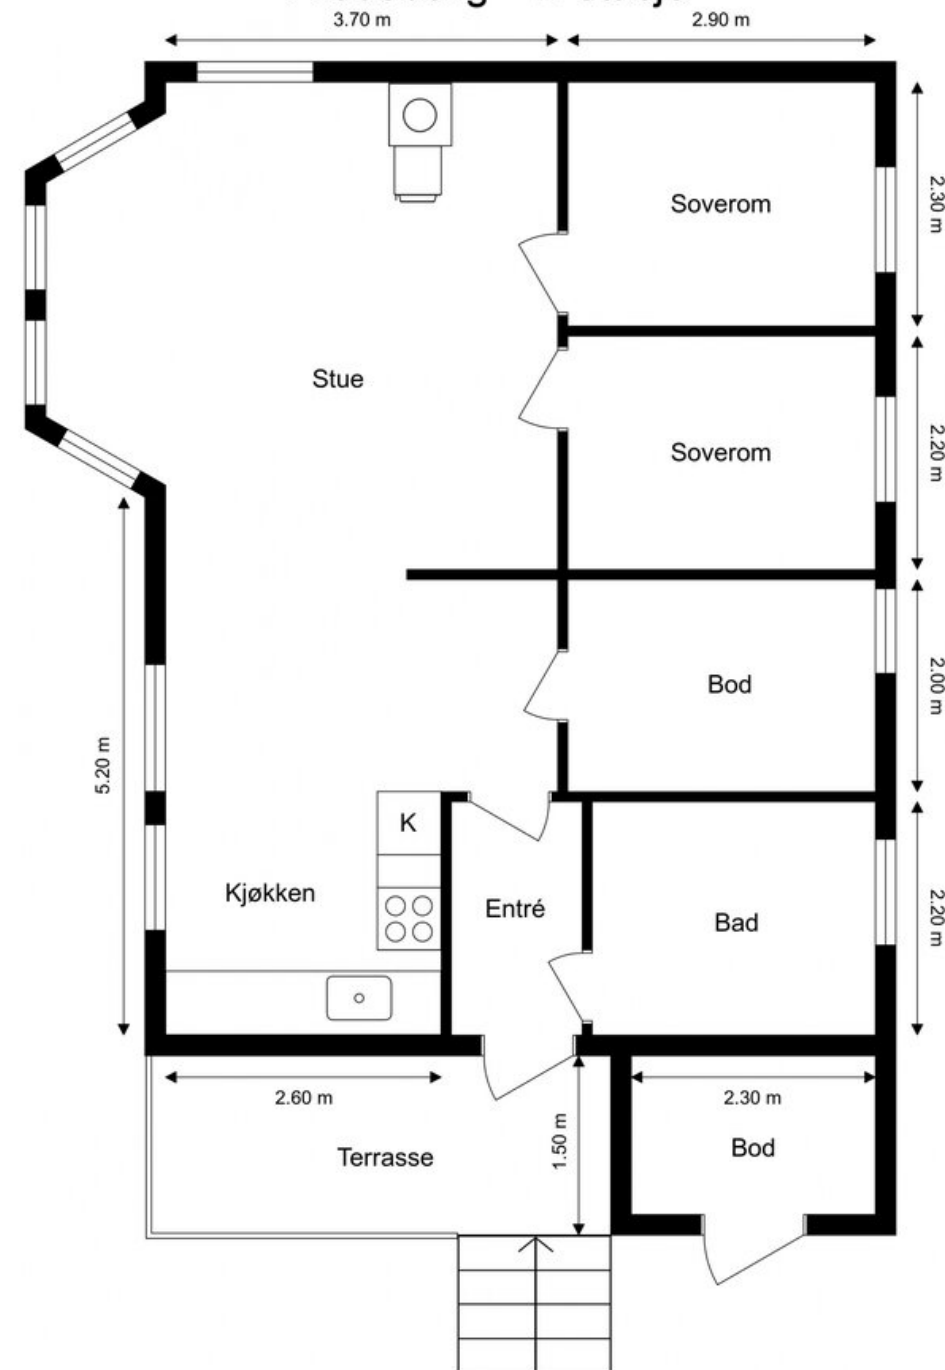 3.70 m
2.90 m
Soverom
2.30 m
Stue
Soverom
2.20 m
Bod
2.00 m
5.20 m
K
Kjøkken
Entré
Bad
2.20 m
2.60 m
2.30 m
1.50 m
Terrasse
Bod